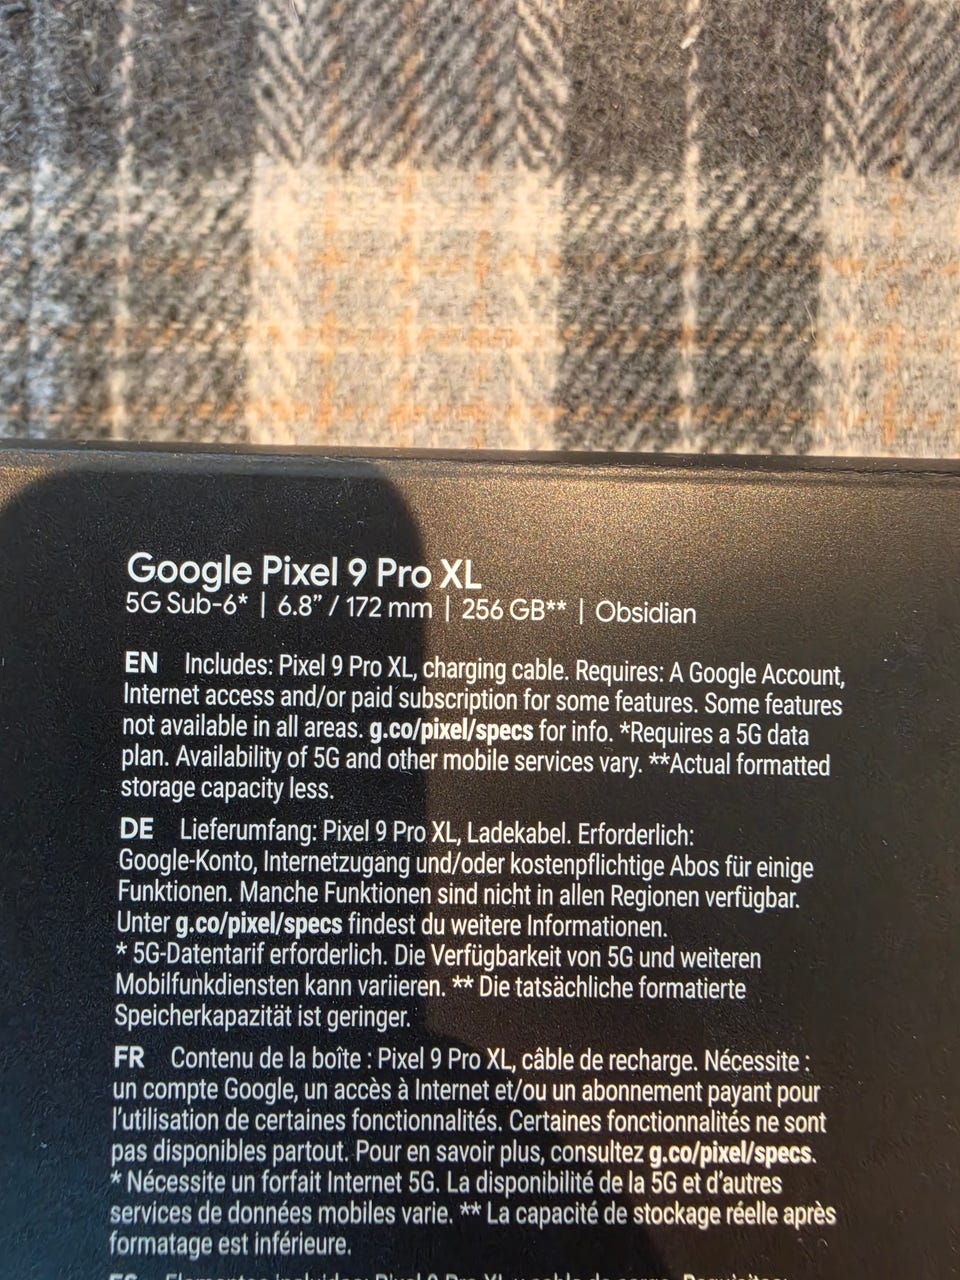 Google Pixel 9 Pro XL
5G Sub-6* | 6.8” / 172 mm | 256 GB** | Obsidian
EN Includes: Pixel 9 Pro XL, charging cable. Requires: A Google Account,
Internet access and/or paid subscription for some features. Some features
not available in all areas. g.co/pixel/specs for info. *Requires a 5G data
plan. Availability of 5G and other mobile services vary. **Actual formatted
storage capacity less.
DE Lieferumfang: Pixel 9 Pro XL, Ladekabel. Erforderlich:
Google-Konto, Internetzugang und/oder kostenpflichtige Abos für einige
Funktionen. Manche Funktionen sind nicht in allen Regionen verfügbar.
Unter g.co/pixel/specs findest du weitere Informationen.
* 5G-Datentarif erforderlich. Die Verfügbarkeit von 5G und weiteren
Mobilfunkdiensten kann variieren. ** Die tatsächliche formatierte
Speicherkapazität ist geringer.
FR Contenu de la boîte : Pixel 9 Pro XL, câble de recharge. Nécessite :
un compte Google, un accès à Internet et/ou un abonnement payant pour
l’utilisation de certaines fonctionnalités. Certaines fonctionnalités ne sont
pas disponibles partout. Pour en savoir plus, consultez g.co/pixel/specs.
* Nécessite un forfait Internet 5G. La disponibilité de la 5G et d’autres
services de données mobiles varie. ** La capacité de stockage réelle après
formatage est inférieure.